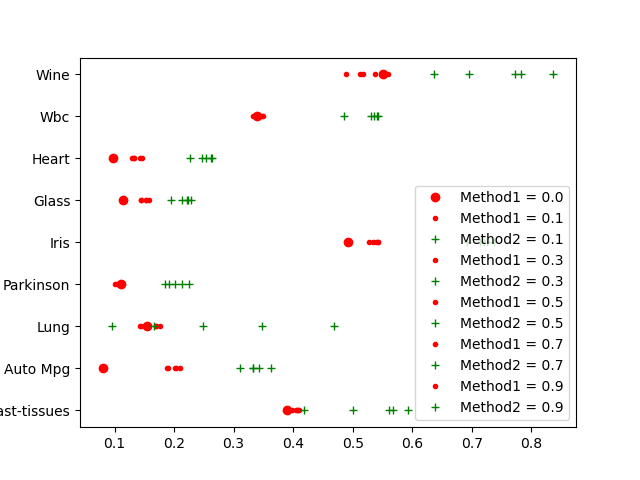 Wine
Wbc
Heart
Glass
Iris
Parkinson
Lung
Auto Mpg
ast-tissues
0.1 0.2 0.3 0.4 0.5 0.6 0.7 0.8
Method1 = 0.0
Method1 = 0.1
Method2 = 0.1
Method1 = 0.3
Method2 = 0.3
Method1 = 0.5
Method2 = 0.5
Method1 = 0.7
Method2 = 0.7
Method1 = 0.9
Method2 = 0.9